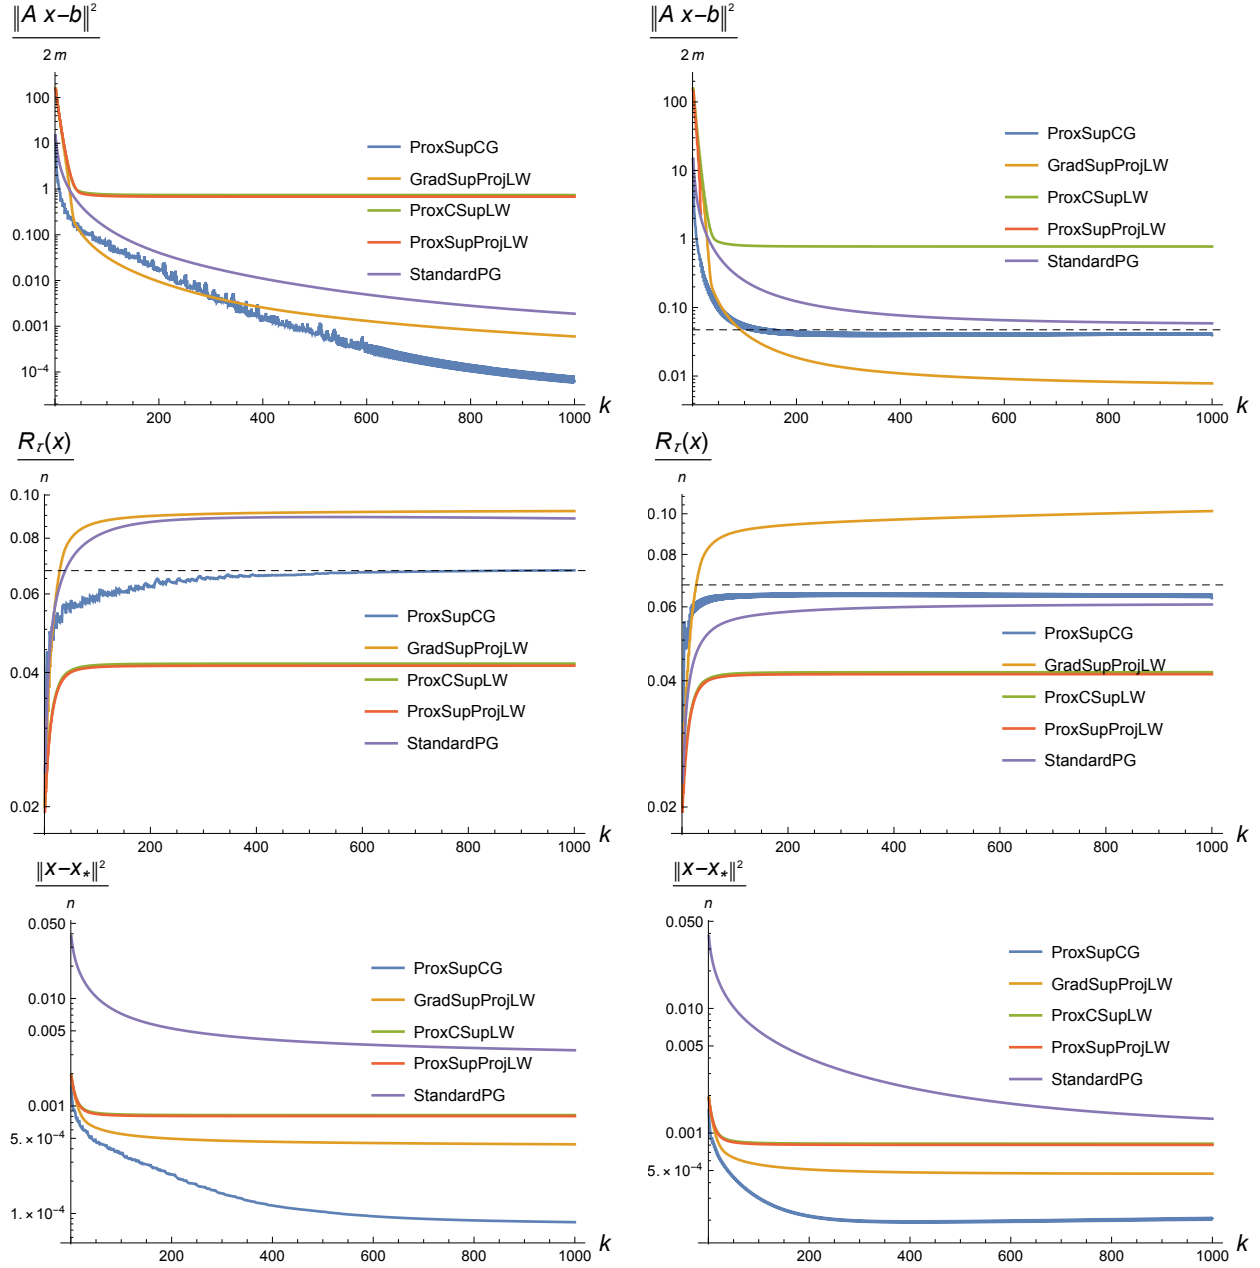 ‖A x–b‖²
2 m
100
10
1
0.100
0.010
0.001
10⁻⁴
200
400
600
800
1000
k
ProxSupCG
GradSupProjLW
ProxCSupLW
ProxSupProjLW
StandardPG
‖A x–b‖²
2 m
100
10
1
0.10
0.01
200
400
600
800
1000
k
ProxSupCG
GradSupProjLW
ProxCSupLW
ProxSupProjLW
StandardPG
R_τ(x)
n
0.10
0.08
0.06
0.04
0.02
200
400
600
800
1000
k
ProxSupCG
GradSupProjLW
ProxCSupLW
ProxSupProjLW
StandardPG
R_τ(x)
n
0.10
0.08
0.06
0.04
0.02
200
400
600
800
1000
k
ProxSupCG
GradSupProjLW
ProxCSupLW
ProxSupProjLW
StandardPG
‖x–x_*‖²
n
0.050
0.010
0.005
0.001
5.×10⁻⁴
1.×10⁻⁴
200
400
600
800
1000
k
ProxSupCG
GradSupProjLW
ProxCSupLW
ProxSupProjLW
StandardPG
‖x–x_*‖²
n
0.050
0.010
0.005
0.001
5.×10⁻⁴
200
400
600
800
1000
k
ProxSupCG
GradSupProjLW
ProxCSupLW
ProxSupProjLW
StandardPG